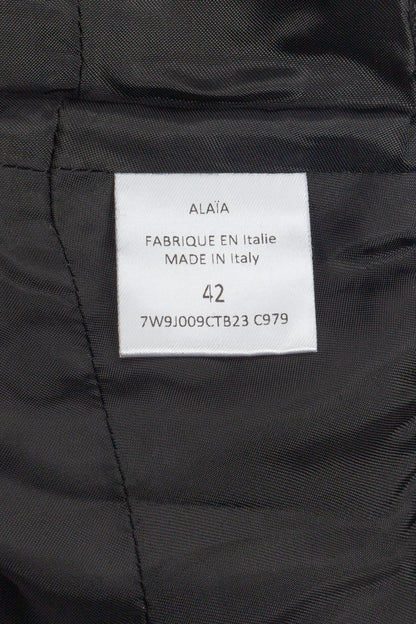 ALAÏA
FABRIQUE EN Italie
MADE IN Italy
42
7W9J009CTB23 C979